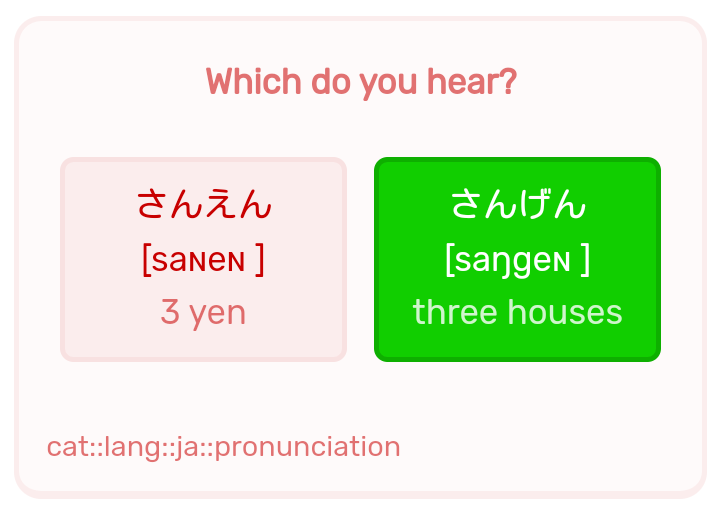 Which do you hear?
さんえん
[saɴeɴ ]
3 yen
さんげん
[saŋgeɴ ]
three houses
cat::lang::ja::pronunciation